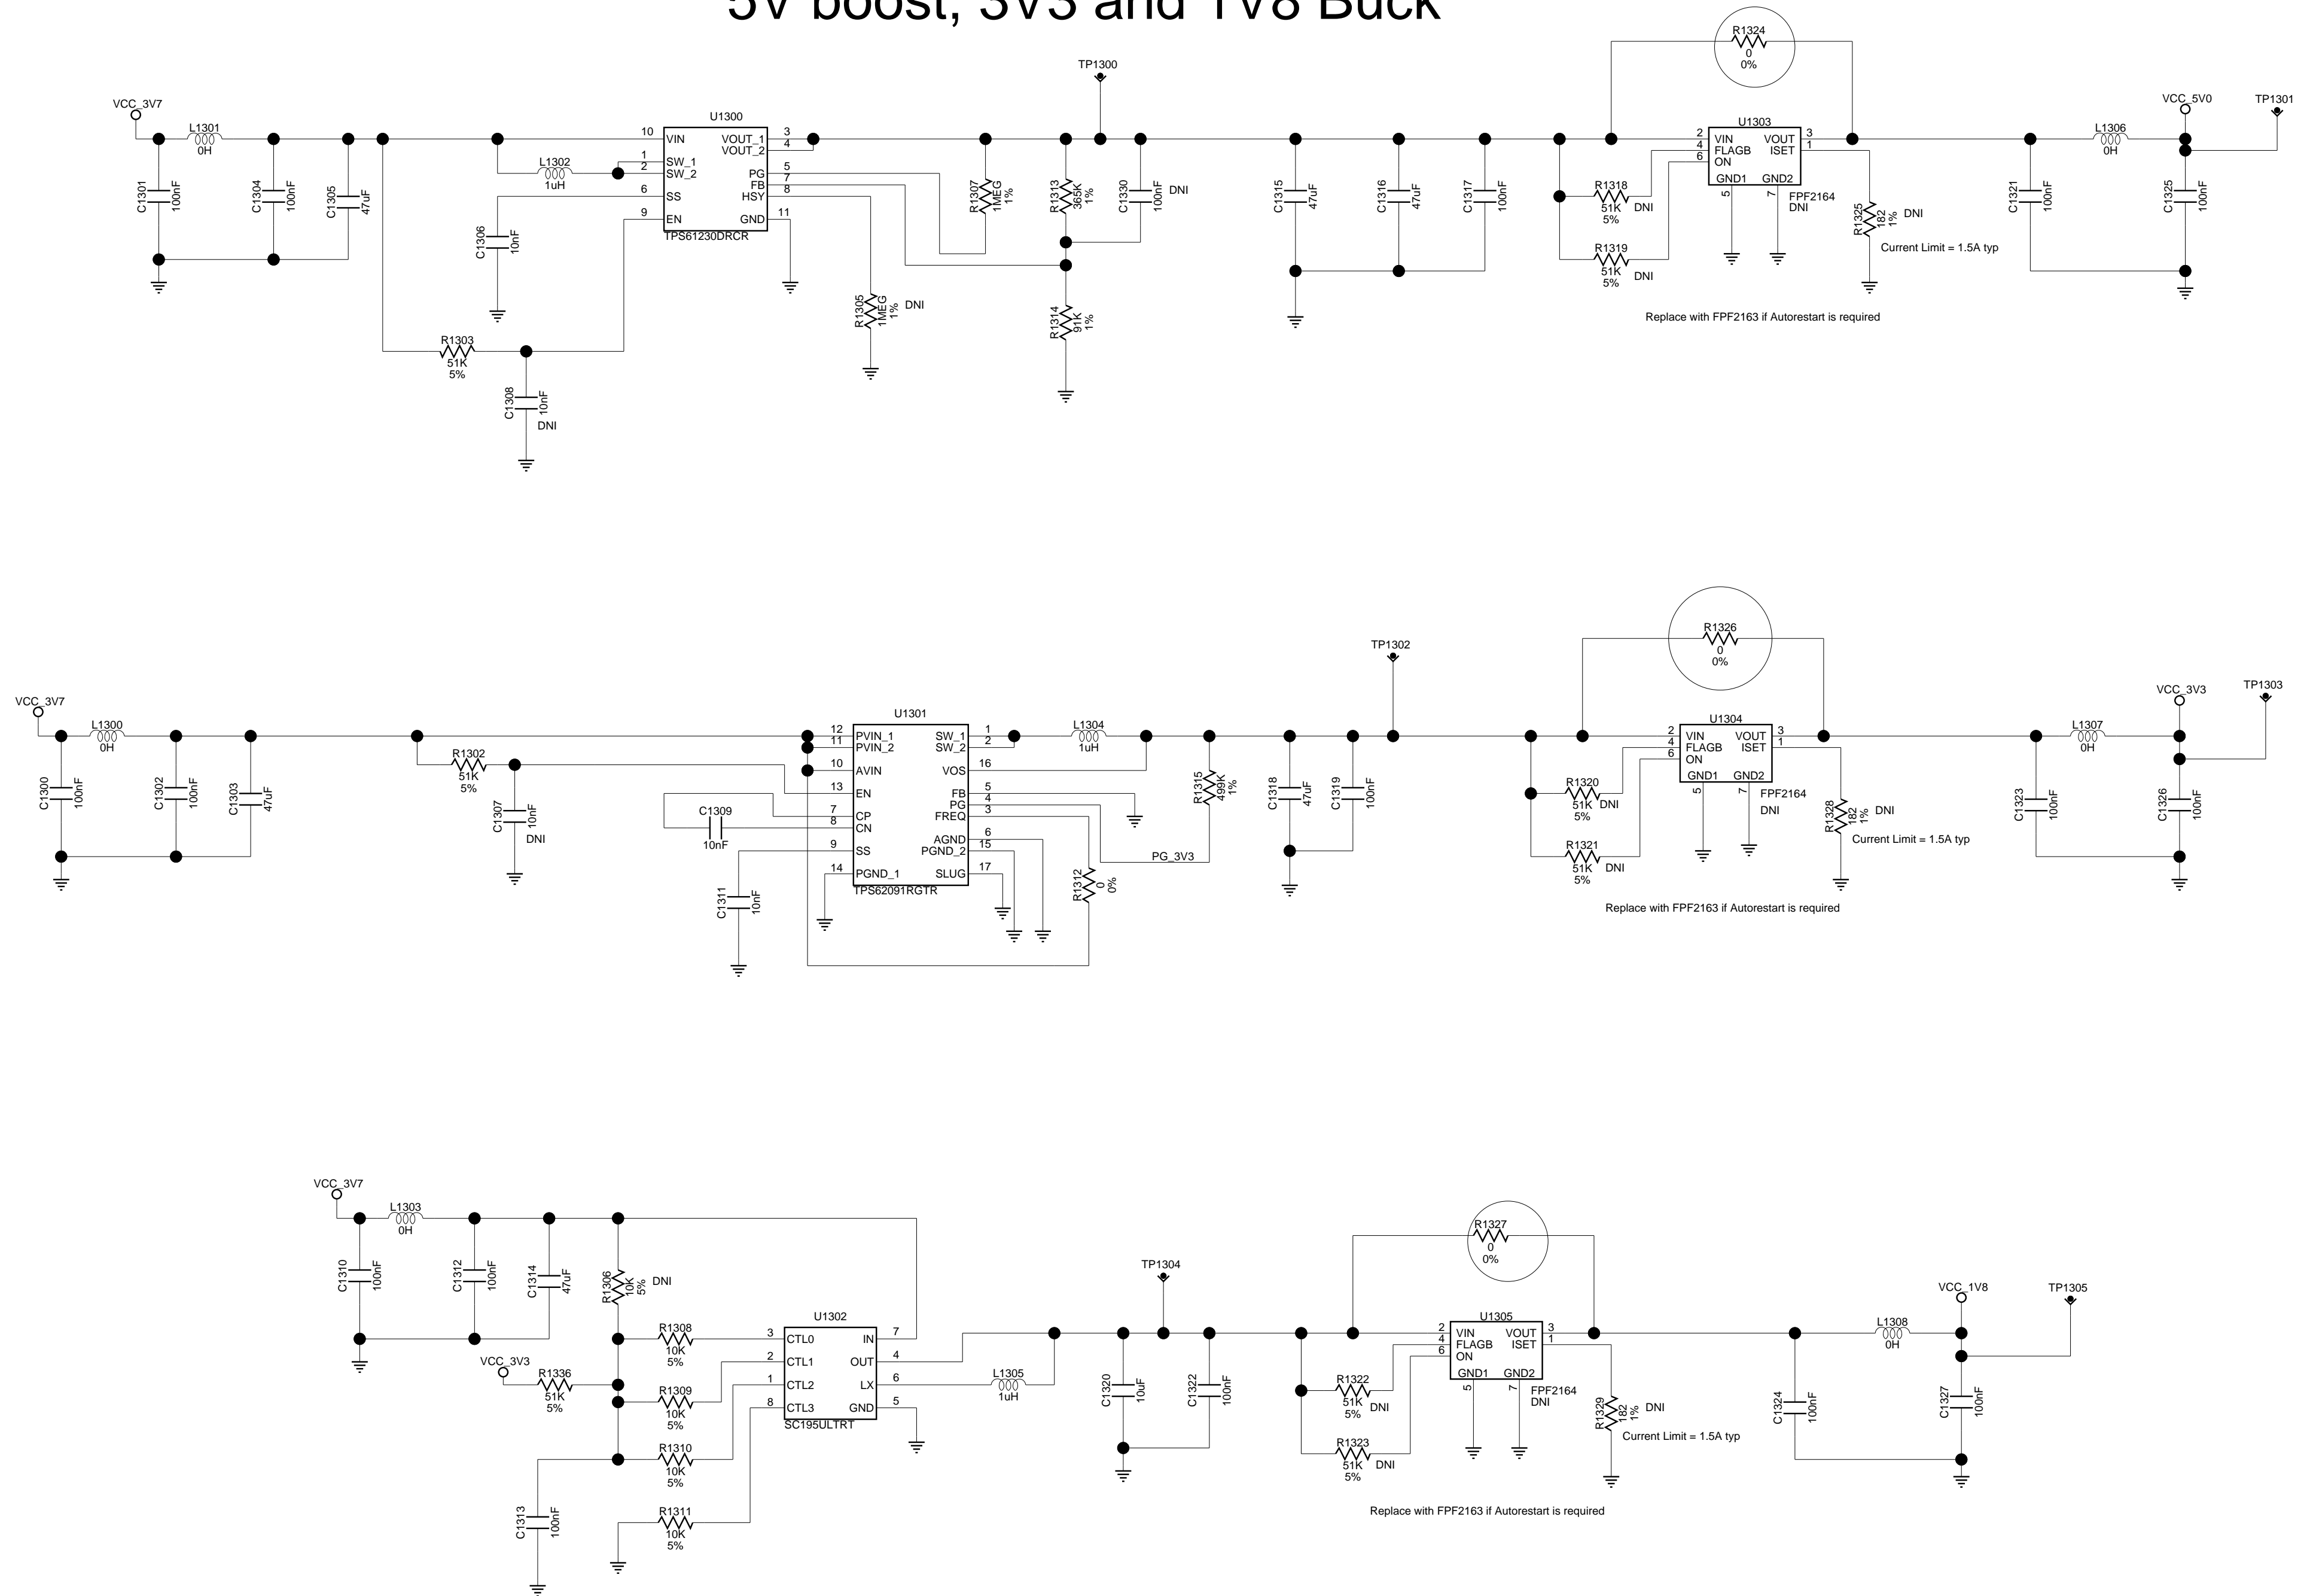 5V boost, 3V3 and 1V8 Buck
R1324
0
0%
TP1300
VCC_3V7
L1301
0H
C1301
100nF
C1304
100nF
C1305
47uF
L1302
1uH
C1306
10nF
R1303
51K
5%
C1308
10nF
DNI
U1300
10 VIN VOUT_1 3
VOUT_2 4
1 SW_1
2 SW_2 PG 5
FB 7
6 SS HSY 8
9 EN GND 11
TPS61230DRCR
R1305
1MEG
1%
DNI
R1307
1MEG
1%
R1313
365K
1%
C1330
100nF
DNI
R1314
91K
1%
C1315
47uF
C1316
47uF
C1317
100nF
R1318
51K
5%
DNI
R1319
51K
5%
DNI
U1303
2 VIN VOUT 3
4 FLAGB ISET 1
6 ON
GND1 GND2
5 7
FPF2164
DNI
R1325
182
1%
DNI
Current Limit = 1.5A typ
Replace with FPF2163 if Autorestart is required
C1321
100nF
L1306
0H
VCC_5V0
TP1301
C1325
100nF
VCC_3V7
L1300
0H
C1300
100nF
C1302
100nF
C1303
47uF
R1302
51K
5%
C1307
10nF
DNI
C1309
10nF
C1311
10nF
U1301
12 PVIN_1 SW_1 1
11 PVIN_2 SW_2 2
10 AVIN VOS 16
13 EN FB 5
PG 4
7 CP FREQ 3
8 CN
AGND 6
9 SS PGND_2 15
14 PGND_1 SLUG 17
TPS62091RGTR
L1304
1uH
R1312
0
0%
PG_3V3
R1315
499K
1%
C1318
47uF
C1319
100nF
TP1302
R1326
0
0%
R1320
51K
5%
DNI
R1321
51K
5%
DNI
U1304
2 VIN VOUT 3
4 FLAGB ISET 1
6 ON
GND1 GND2
5 7
FPF2164
DNI
R1328
182
1%
DNI
Current Limit = 1.5A typ
Replace with FPF2163 if Autorestart is required
C1323
100nF
L1307
0H
VCC_3V3
TP1303
C1326
100nF
VCC_3V7
L1303
0H
C1310
100nF
C1312
100nF
C1314
47uF
R1306
10K
5%
DNI
VCC_3V3
R1336
51K
5%
R1308
10K
5%
R1309
10K
5%
R1310
10K
5%
R1311
10K
5%
C1313
100nF
U1302
3 CTL0 IN 7
2 CTL1 OUT 4
1 CTL2 LX 6
8 CTL3 GND 5
SC195ULTRT
L1305
1uH
C1320
10uF
TP1304
C1322
100nF
R1327
0
0%
R1322
51K
5%
DNI
R1323
51K
5%
DNI
U1305
2 VIN VOUT 3
4 FLAGB ISET 1
6 ON
GND1 GND2
5 7
FPF2164
DNI
R1329
182
1%
DNI
Current Limit = 1.5A typ
Replace with FPF2163 if Autorestart is required
C1324
100nF
L1308
0H
VCC_1V8
TP1305
C1327
100nF